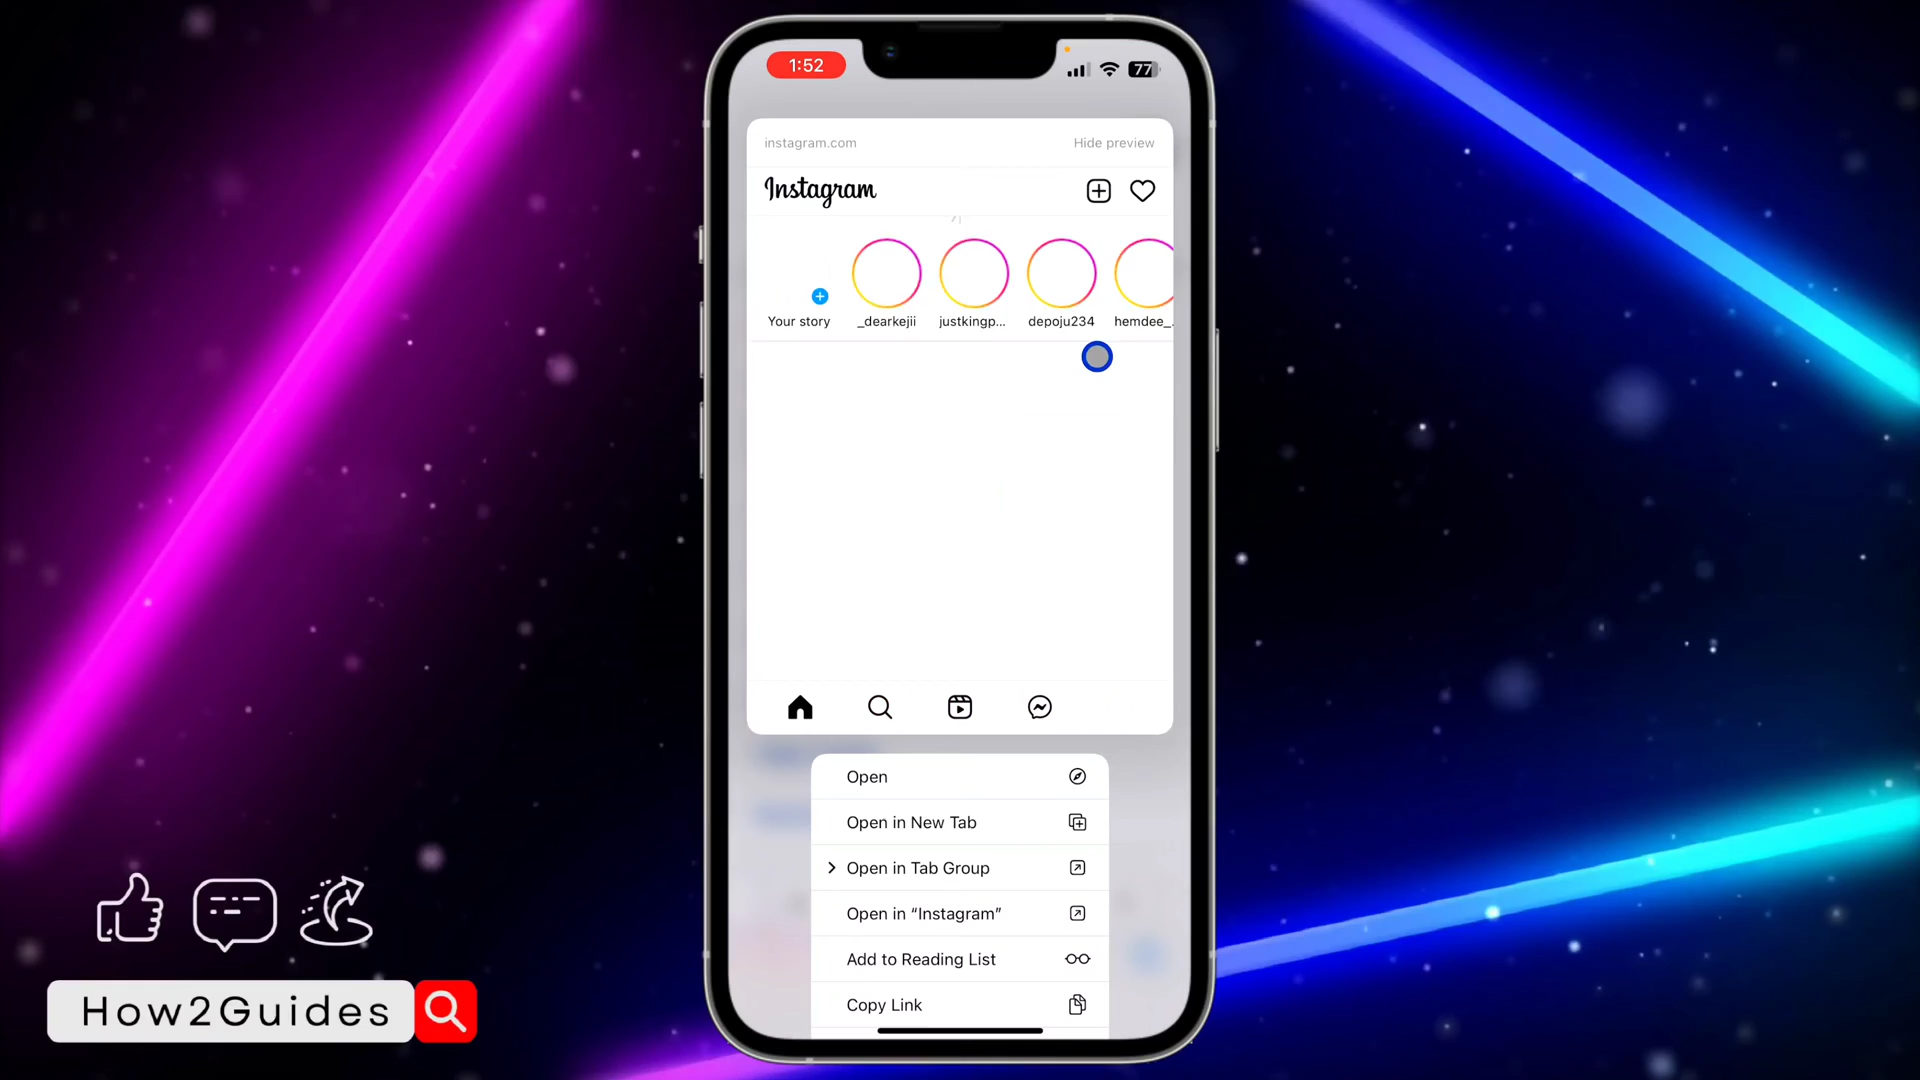 1:52
77
instagram.com
Hide preview
Instagram
Your story
_dearkejii
justkingp...
depoju234
hemdee_.
Open
Open in New Tab
Open in Tab Group
Open in “Instagram”
Add to Reading List
Copy Link
How2Guides